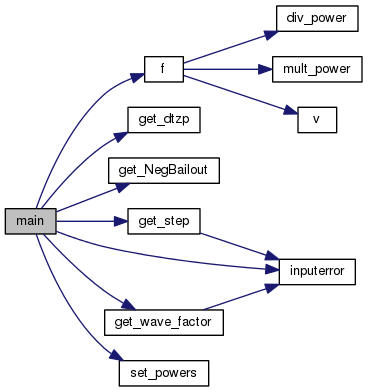 div_power
f
mult_power
get_dtzp
v
get_NegBailout
main
get_step
inputerror
get_wave_factor
set_powers